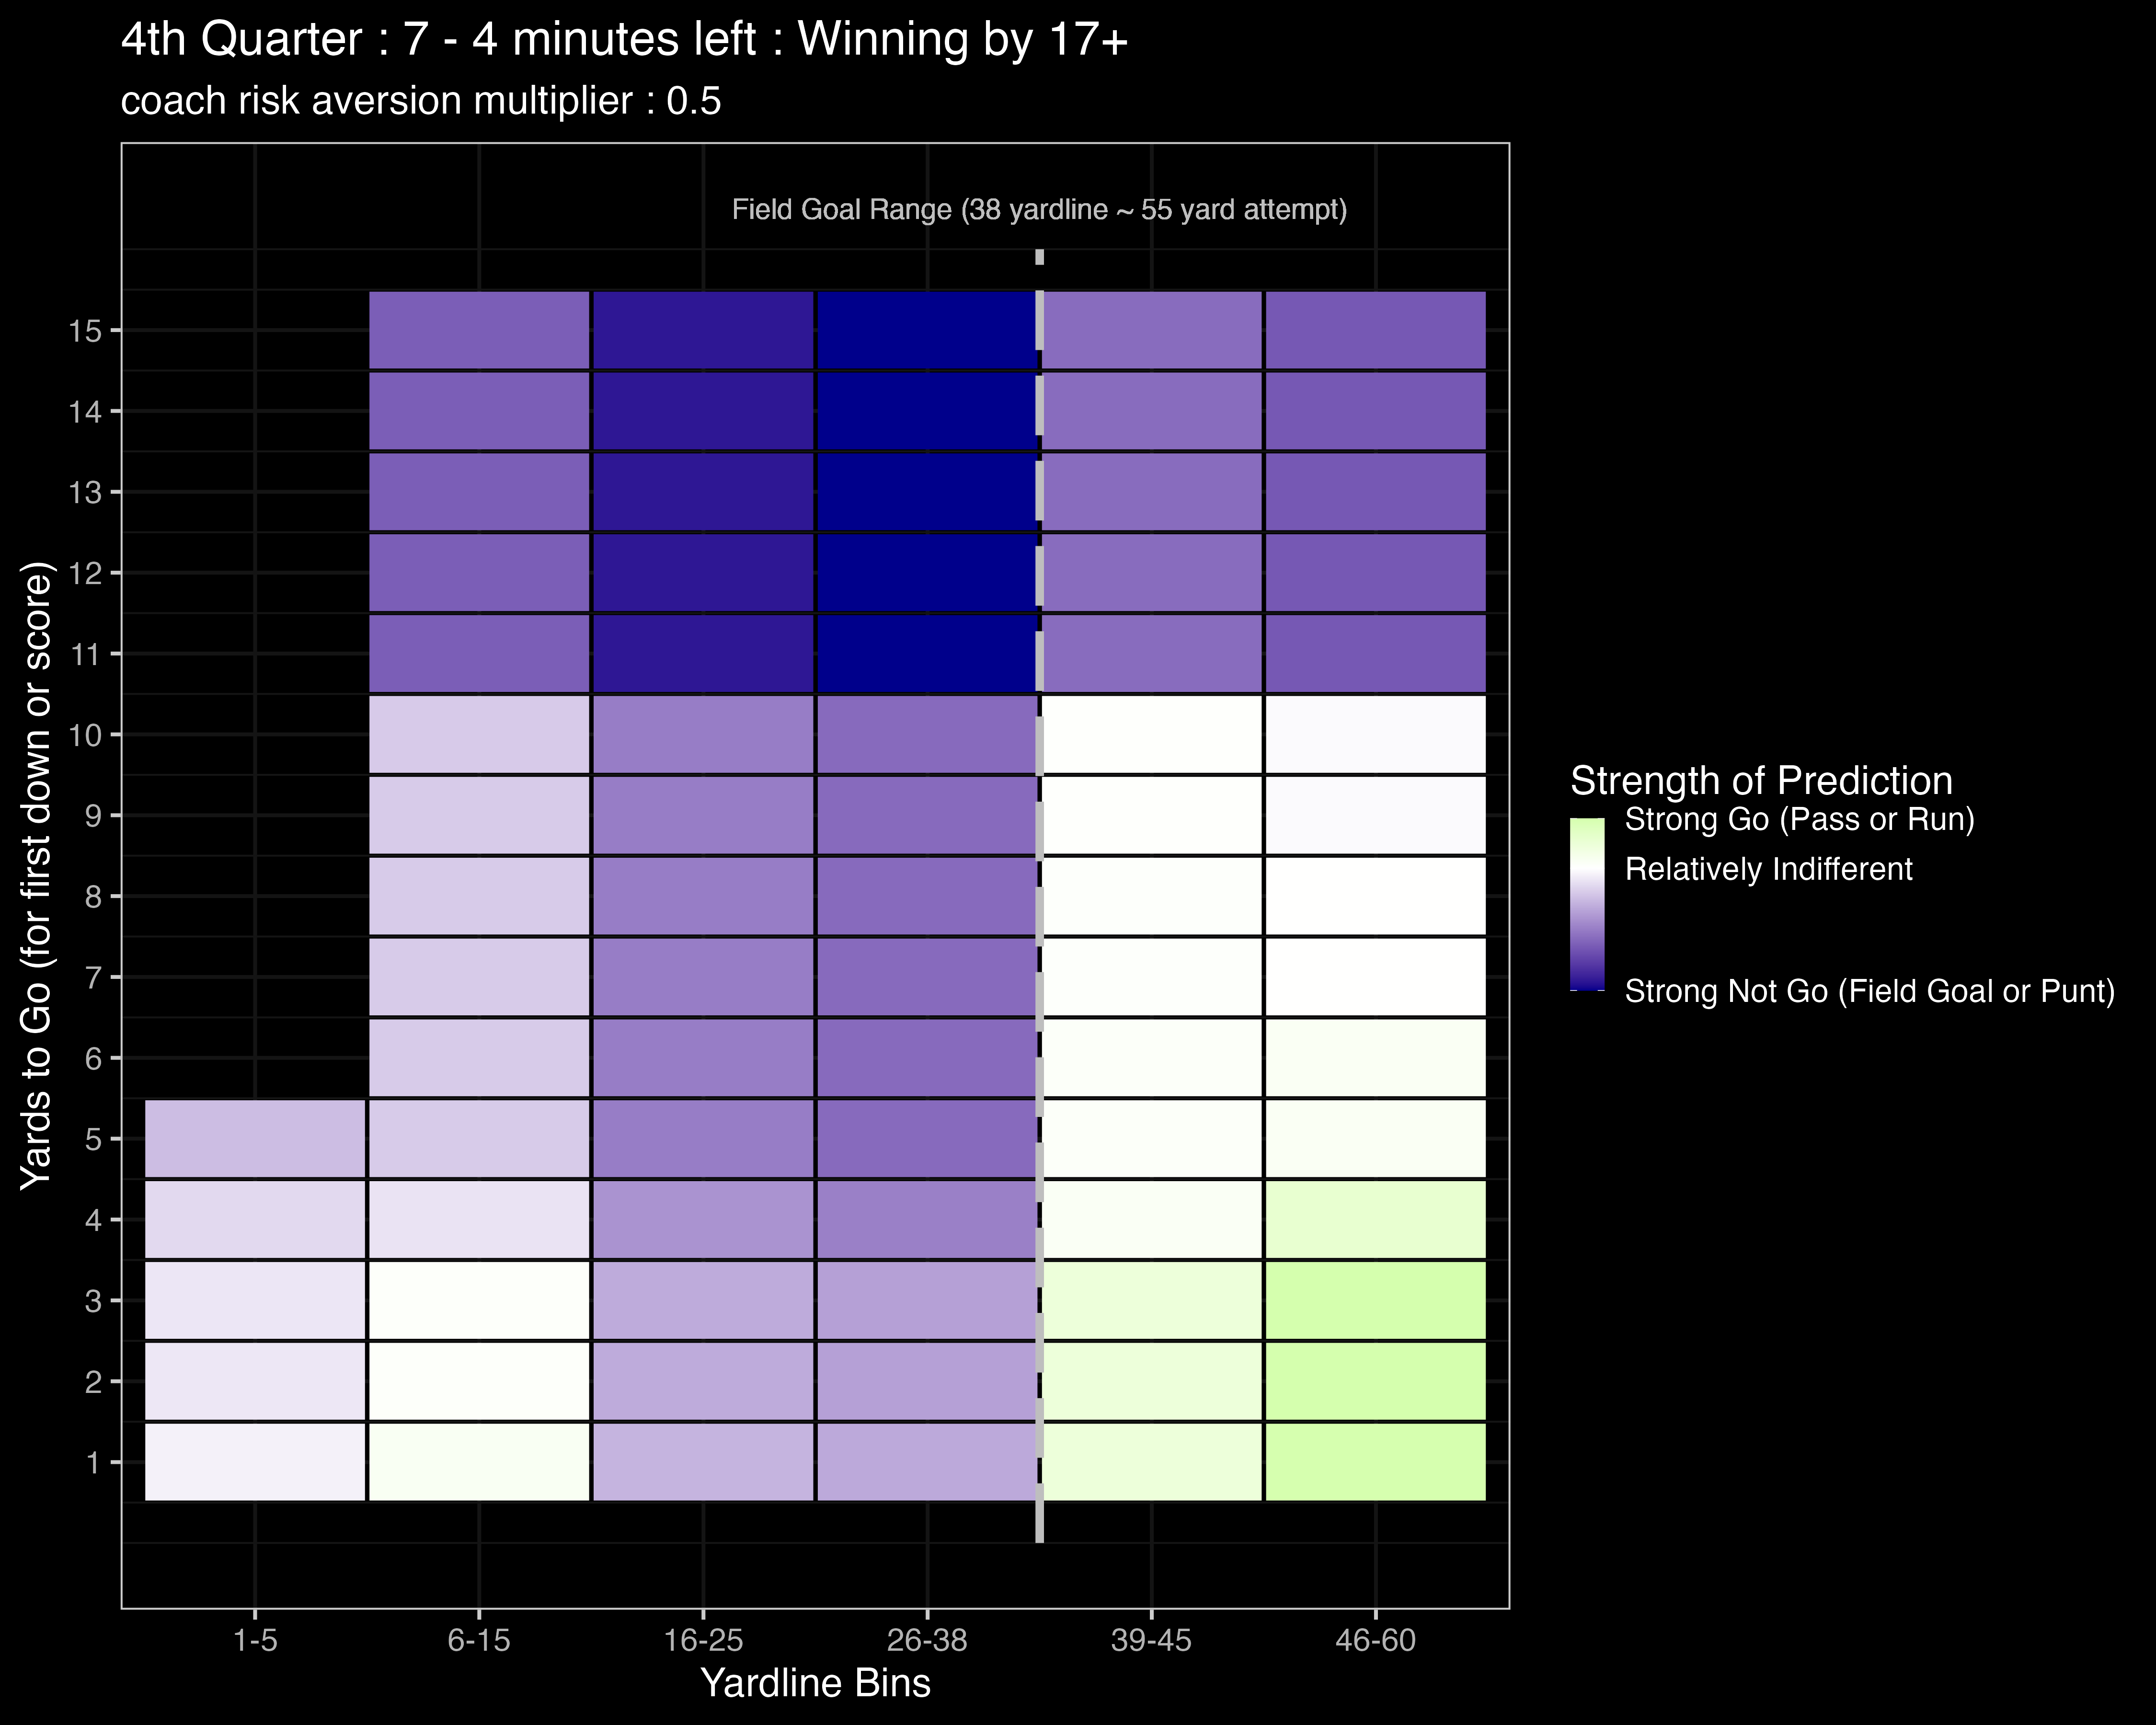 4th Quarter : 7 - 4 minutes left : Winning by 17+
coach risk aversion multiplier : 0.5
Field Goal Range (38 yardline ~ 55 yard attempt)
Yards to Go (for first down or score)
15
14
13
12
11
10
9
8
7
6
5
4
3
2
1
1-5
6-15
16-25
26-38
39-45
46-60
Yardline Bins
Strength of Prediction
Strong Go (Pass or Run)
Relatively Indifferent
Strong Not Go (Field Goal or Punt)